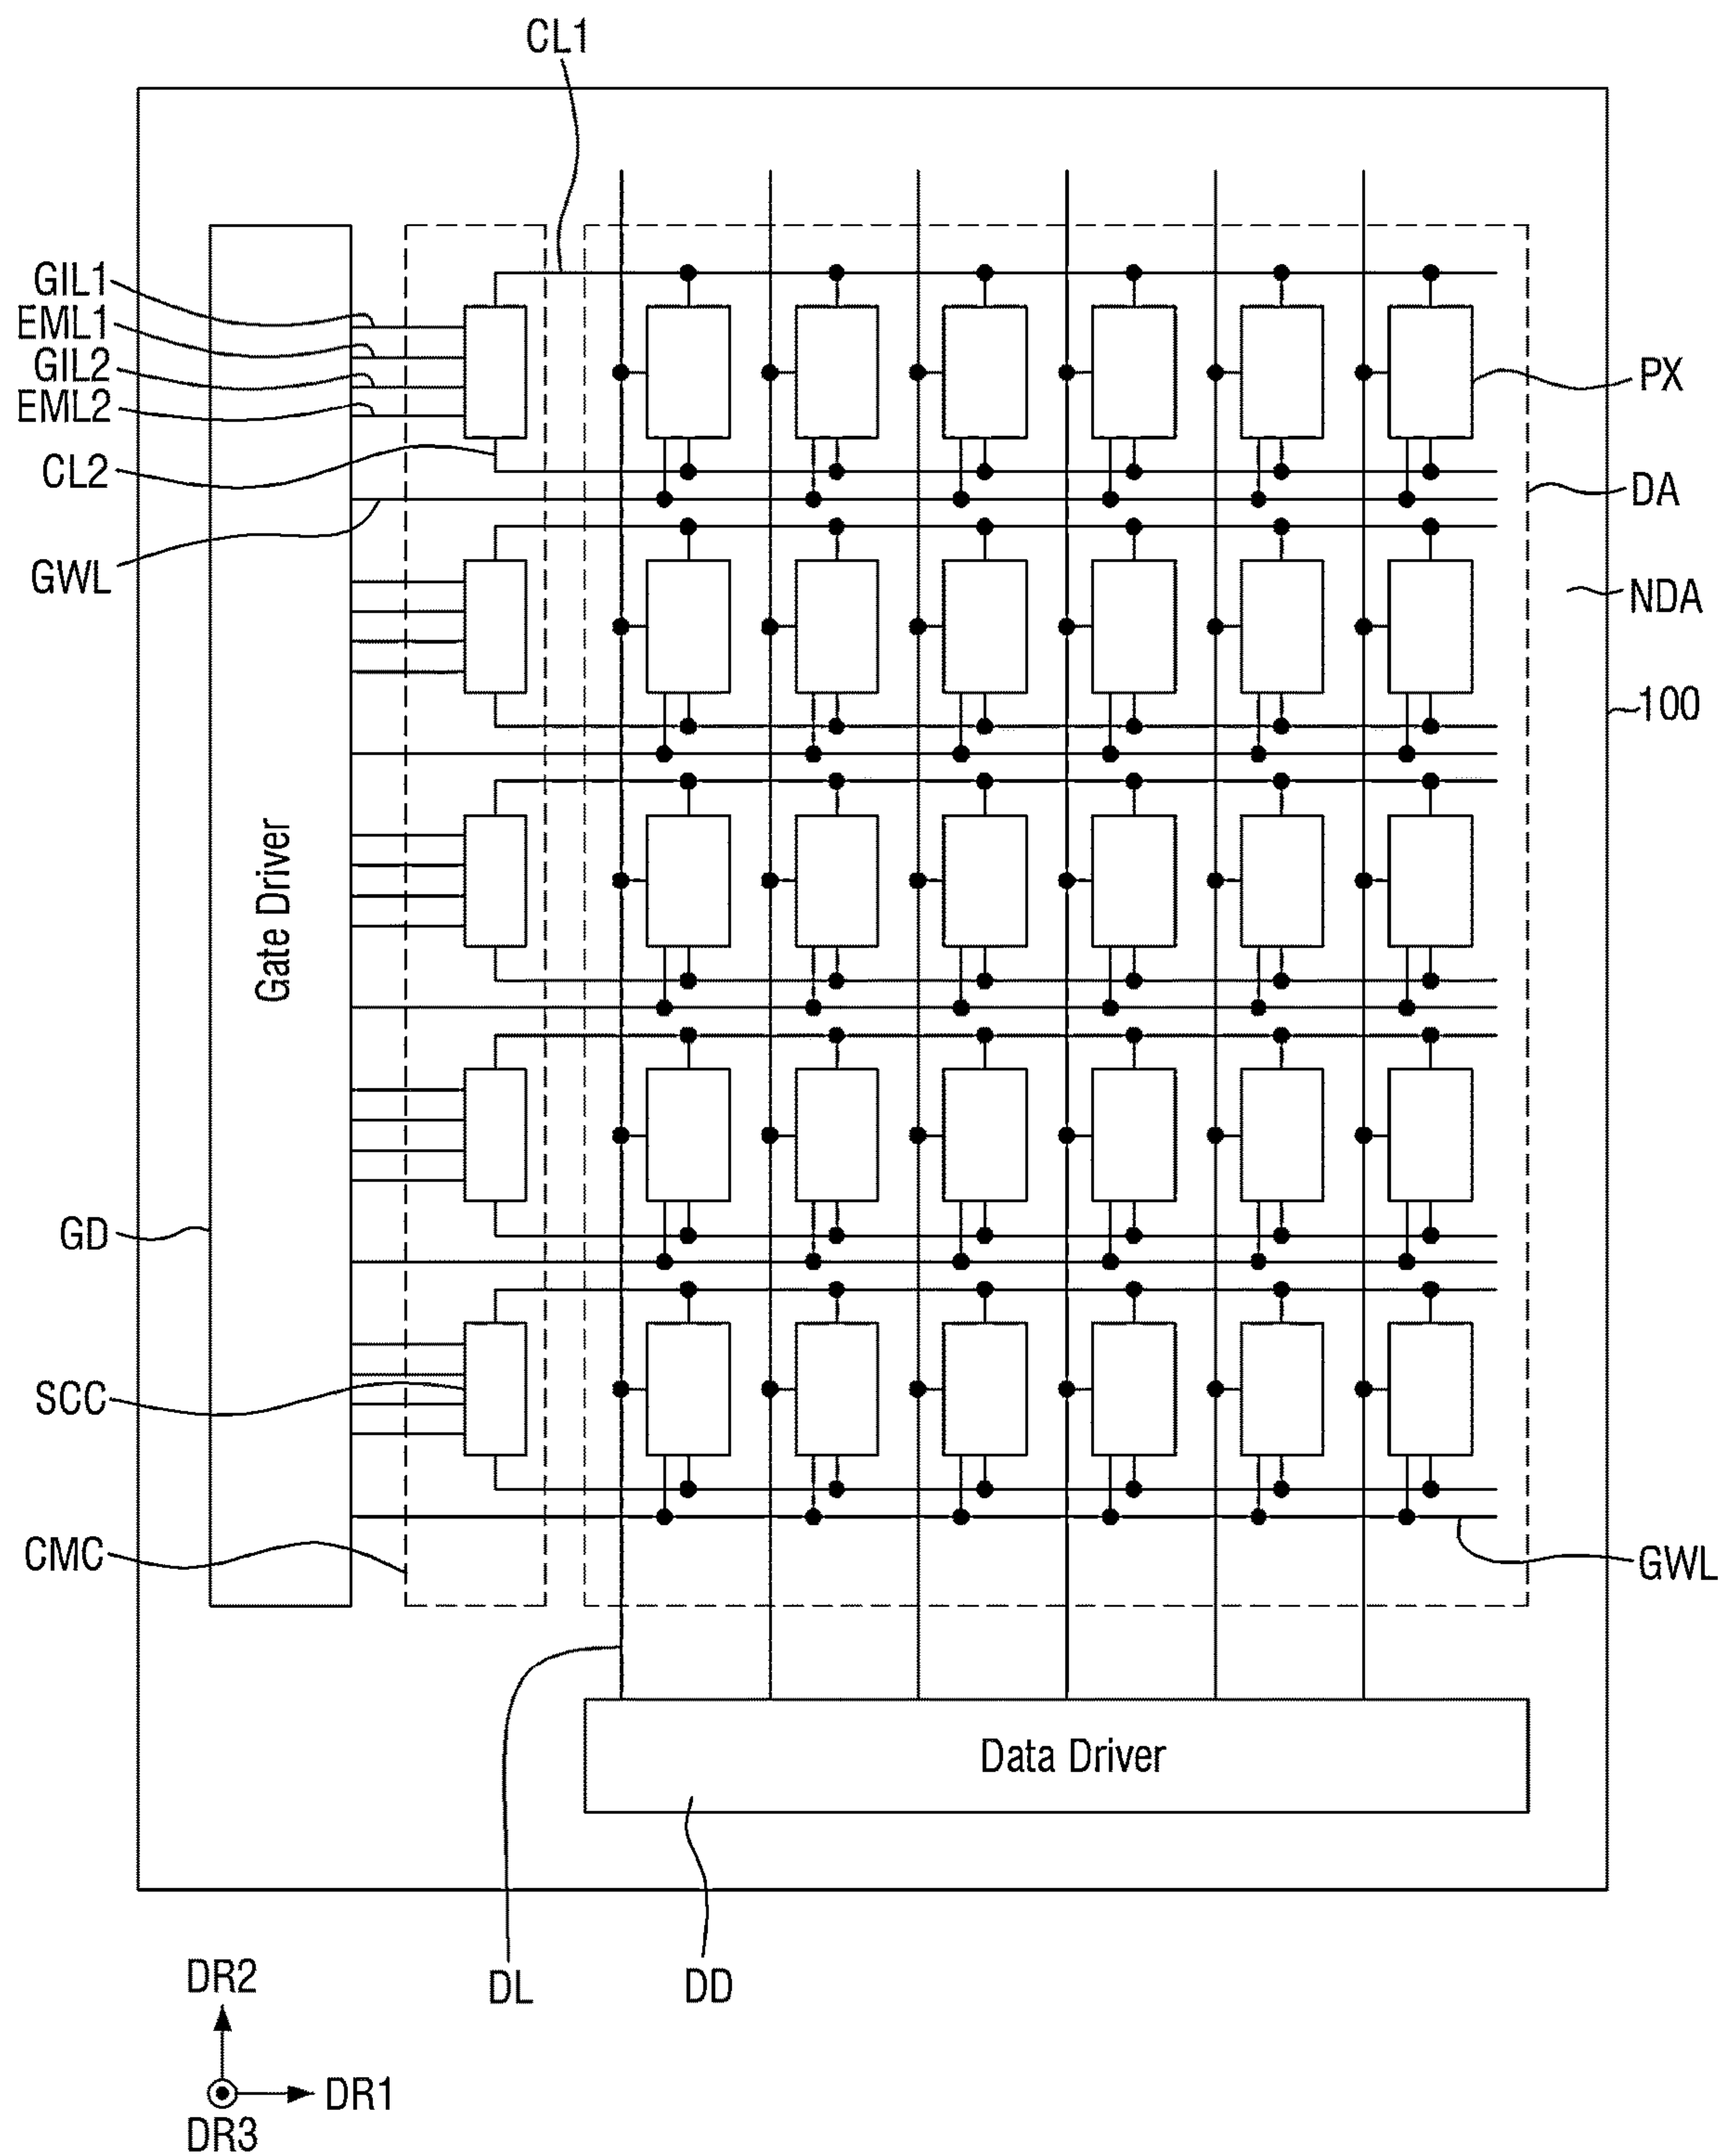 CL1
GIL1
EML1
GIL2
EML2
PX
CL2
DA
GWL
NDA
100
Gate Driver
GD
SCC
CMC
GWL
Data Driver
DL
DD
DR2
DR1
DR3